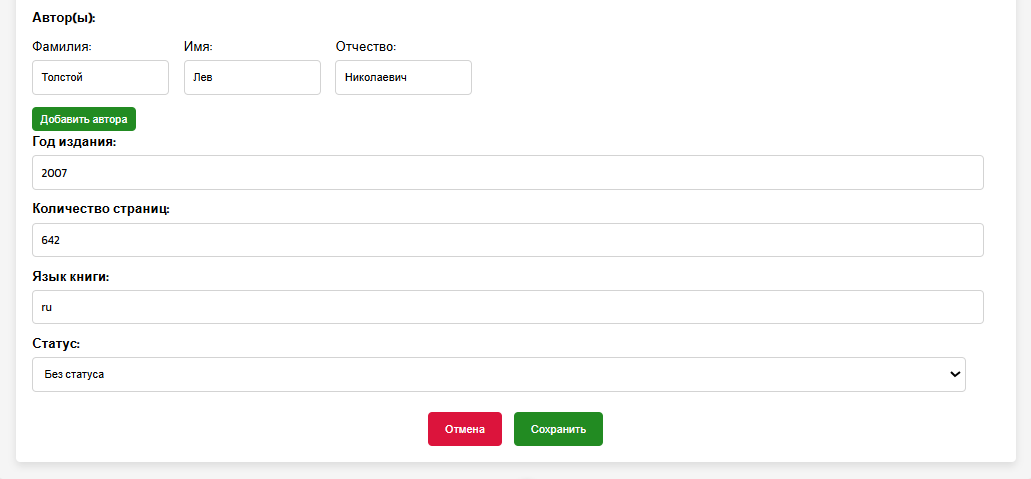 Автор(ы):
Фамилия: Имя: Отчество:
Толстой Лев Николаевич
Добавить автора
Год издания:
2007
Количество страниц:
642
Язык книги:
ru
Статус:
Без статуса
Отмена Сохранить